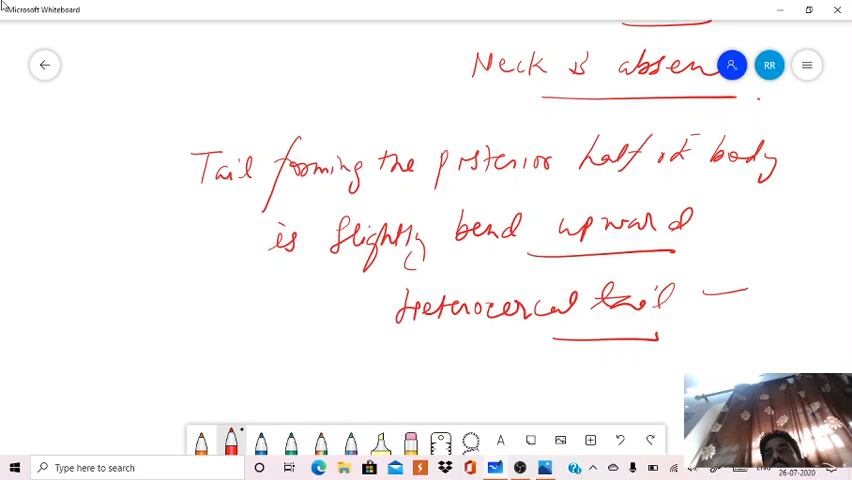 Microsoft Whiteboard
Neck is absen
RR
Tail forming the posterior half of body
is slightly bend upward
Heterocercal tail —
A
Type here to search
ENG
26-07-2020